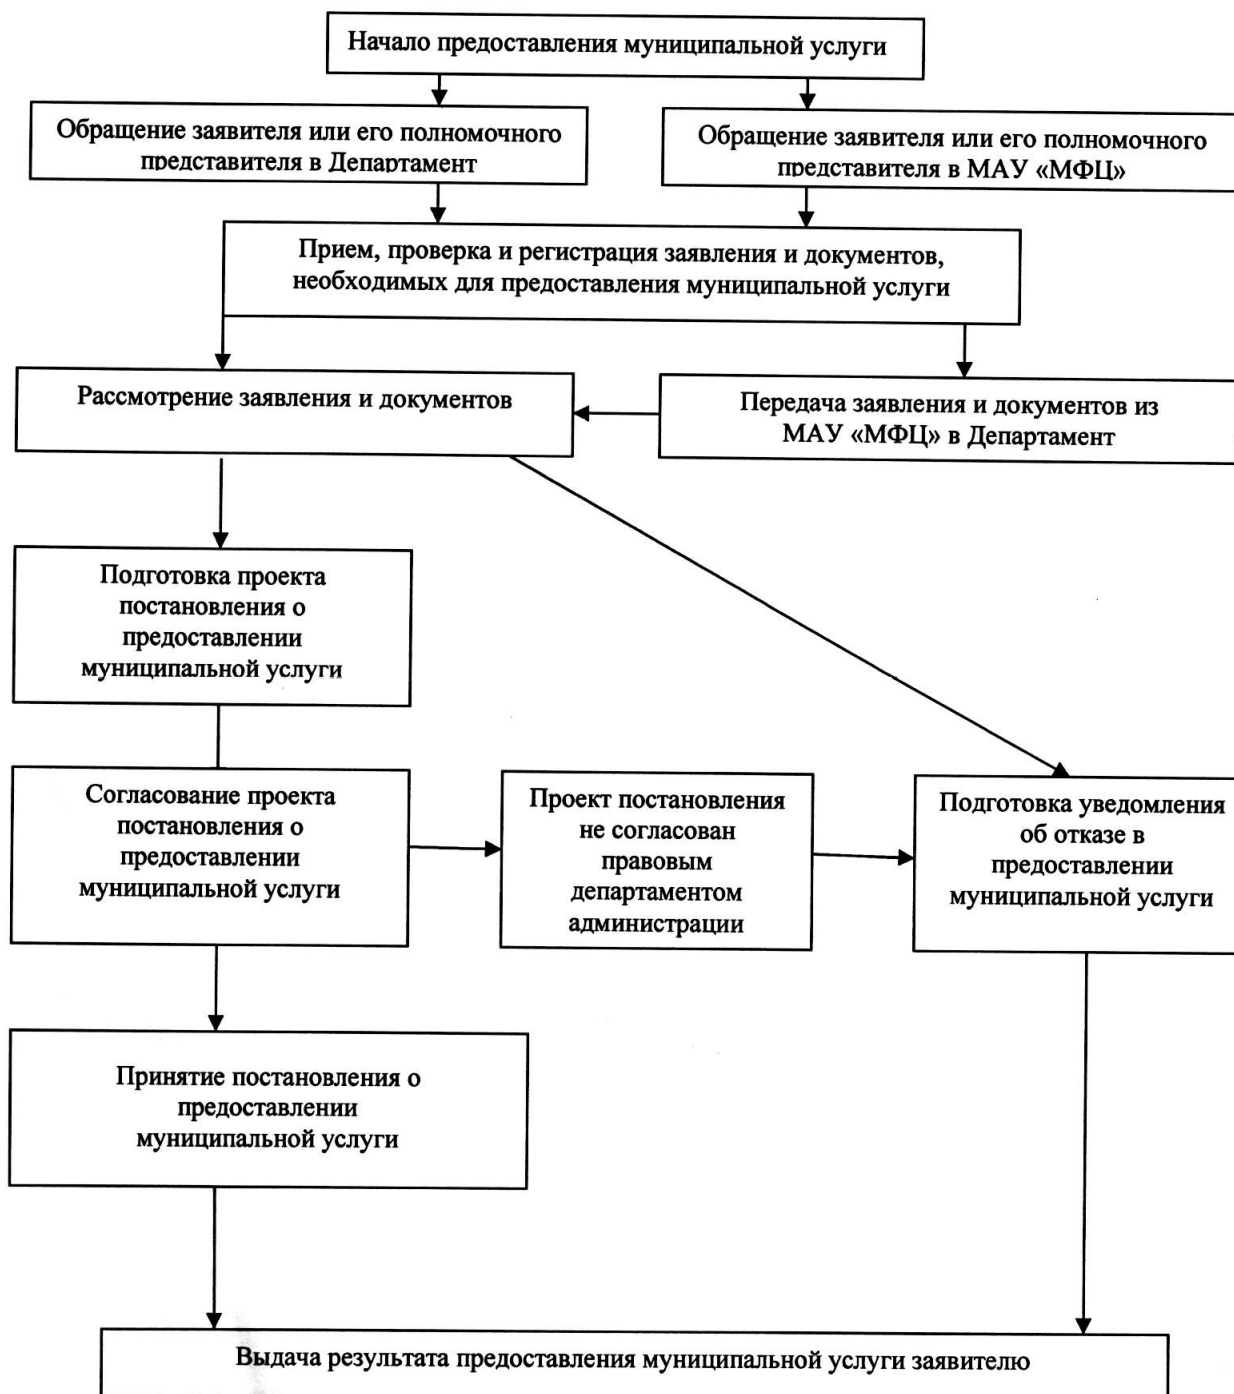 Начало предоставления муниципальной услуги
Обращение заявителя или его полномочного
представителя в Департамент
Обращение заявителя или его полномочного
представителя в МАУ «МФЦ»
Прием, проверка и регистрация заявления и документов,
необходимых для предоставления муниципальной услуги
Рассмотрение заявления и документов
Передача заявления и документов из
МАУ «МФЦ» в Департамент
Подготовка проекта
постановления о
предоставлении
муниципальной услуги
Согласование проекта
постановления о
предоставлении
муниципальной услуги
Проект постановления
не согласован
правовым
департаментом
администрации
Подготовка уведомления
об отказе в
предоставлении
муниципальной услуги
Принятие постановления о
предоставлении
муниципальной услуги
Выдача результата предоставления муниципальной услуги заявителю